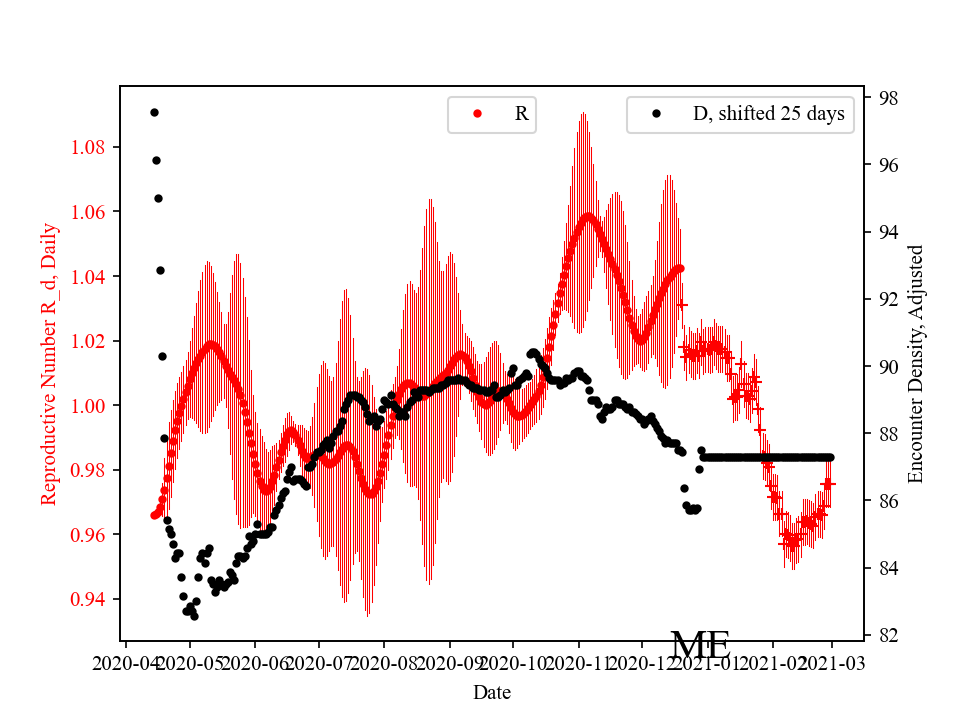 R
D, shifted 25 days
Reproductive Number R_d, Daily
1.08
1.06
1.04
1.02
1.00
0.98
0.96
0.94
98
96
94
92
90
88
86
84
82
Encounter Density, Adjusted
2020-04 2020-05 2020-06 2020-07 2020-08 2020-09 2020-10 2020-11 2020-12 2021-01 2021-02 2021-03
ME
Date